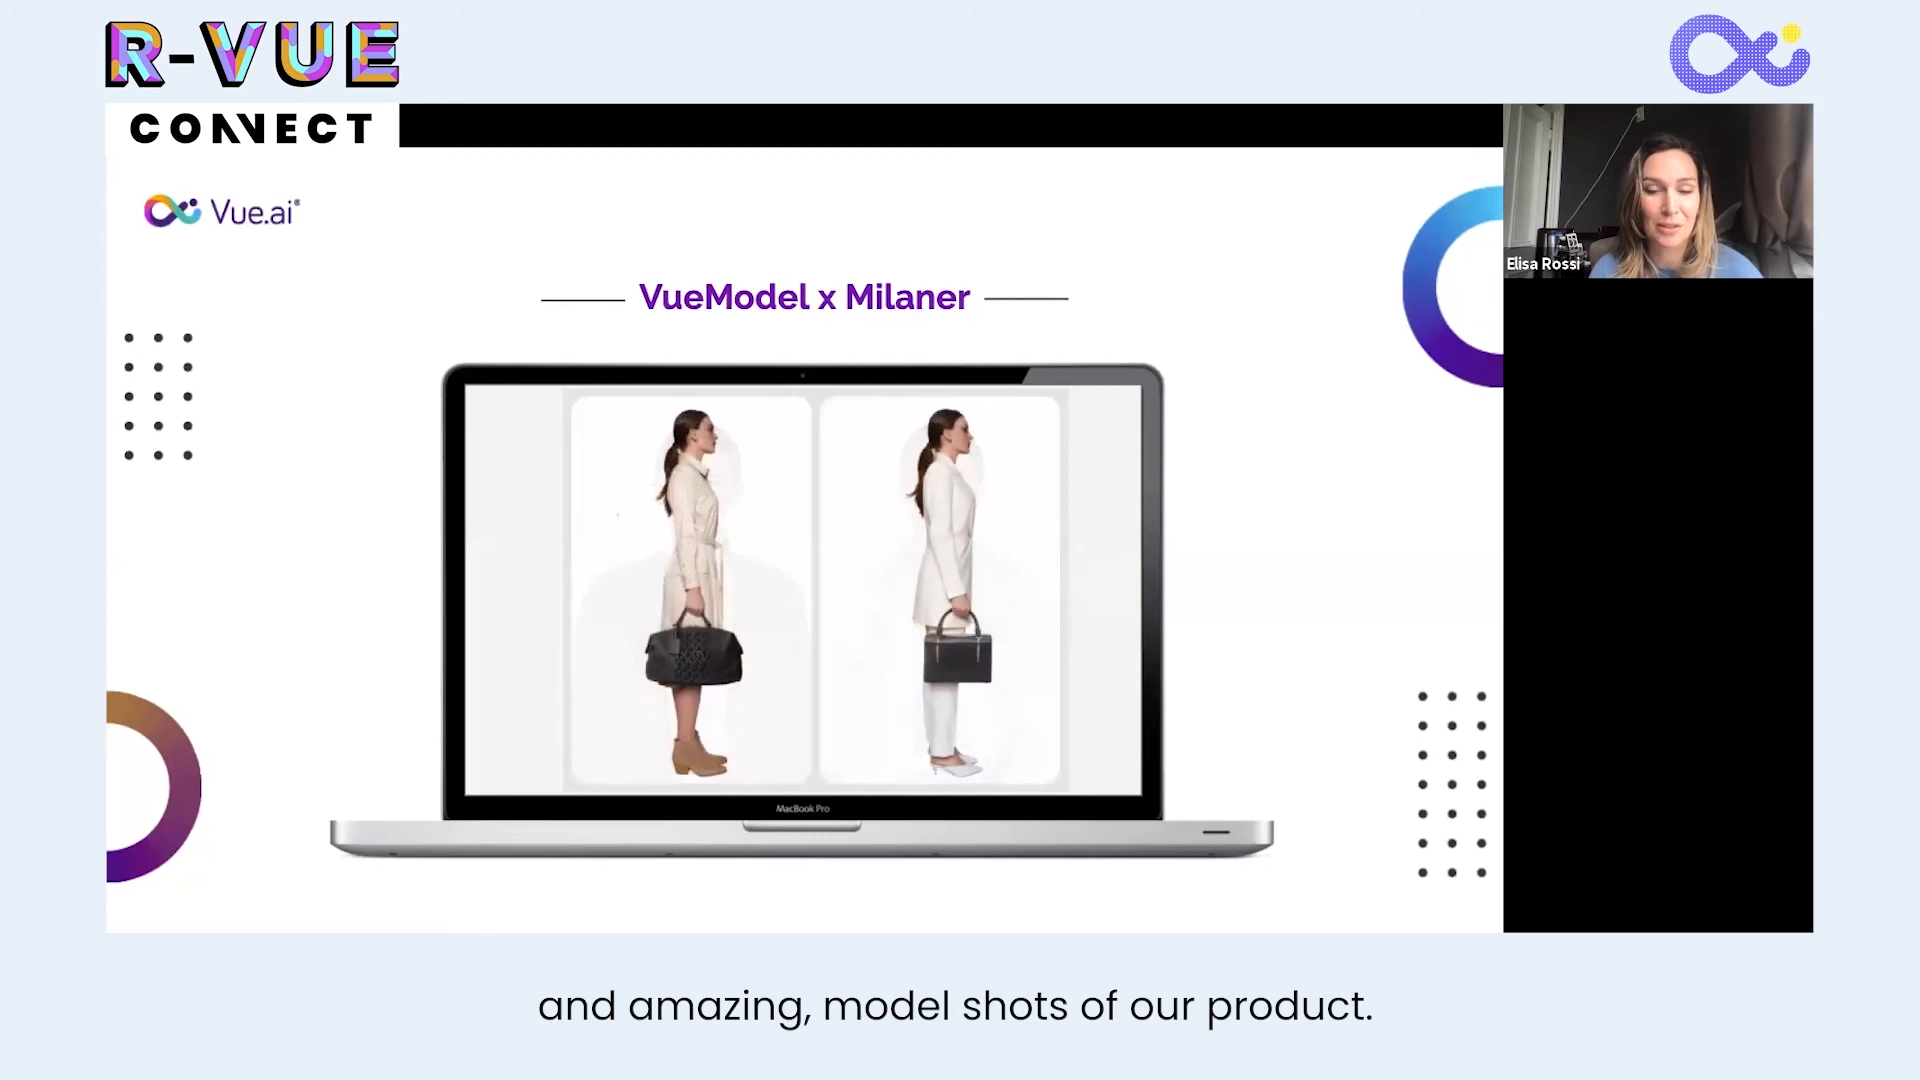 R-VUE
CONNECT
Vue.ai®
Elisa Rossi
VueModel x Milaner
MacBook Pro
and amazing, model shots of our product.